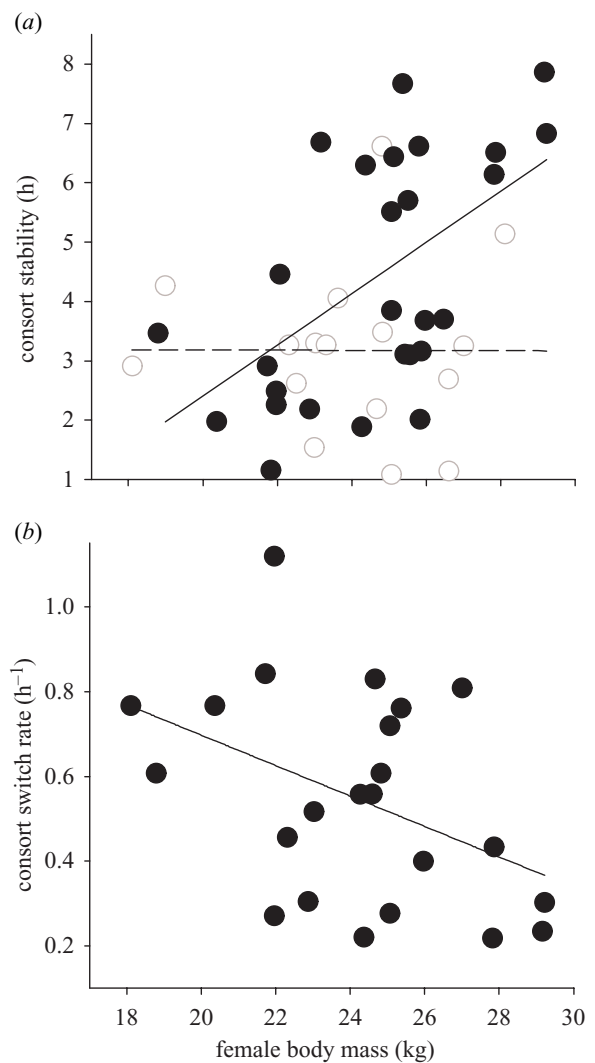 (a)
8
7
6
5
4
3
2
1
consort stability (h)
(b)
1.0
0.8
0.6
0.4
0.2
consort switch rate (h⁻¹)
18 20 22 24 26 28 30
female body mass (kg)